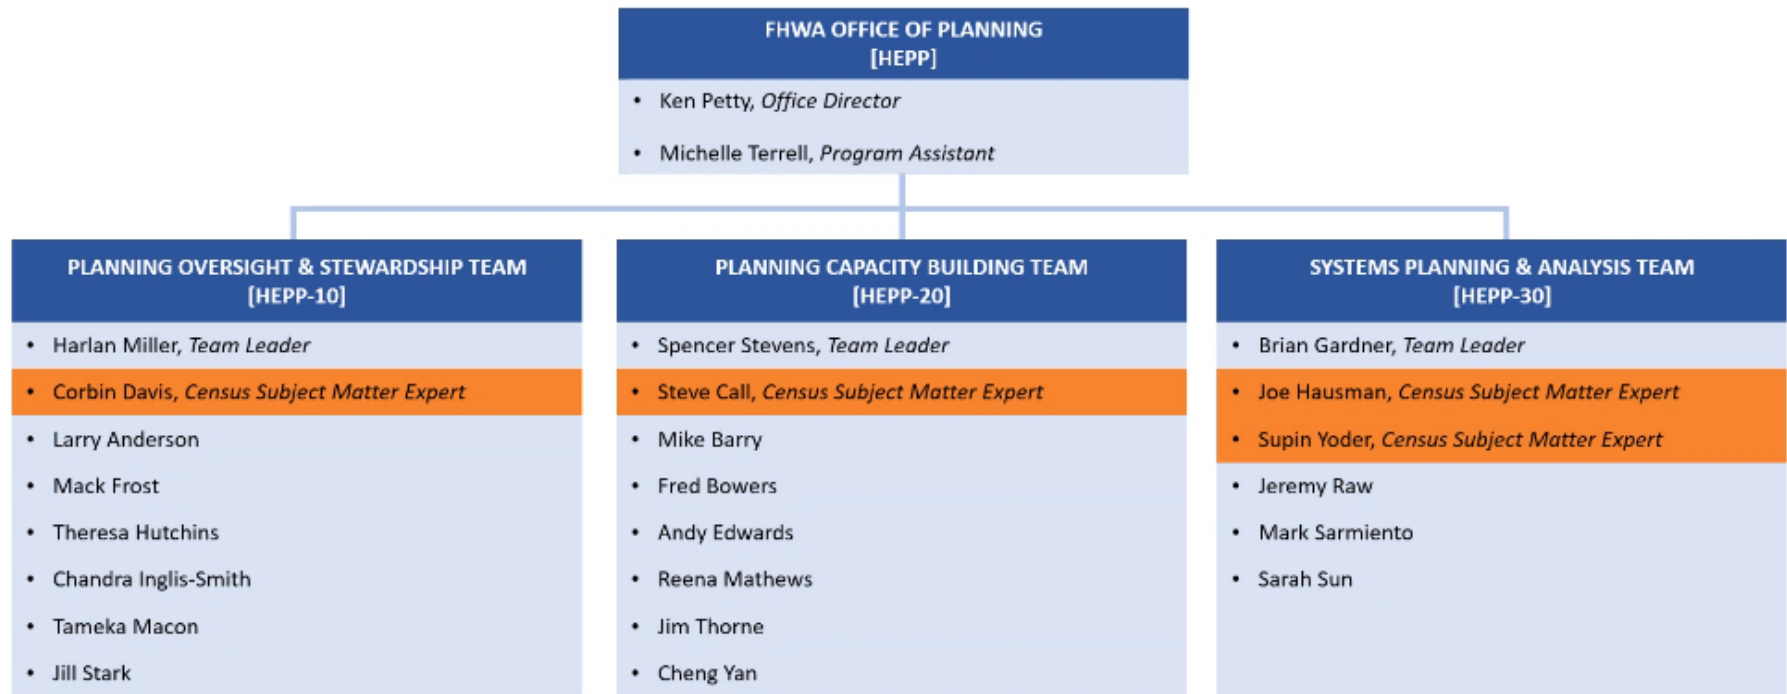 FHWA OFFICE OF PLANNING
[HEPP]
• Ken Petty, Office Director
• Michelle Terrell, Program Assistant
PLANNING OVERSIGHT & STEWARDSHIP TEAM
[HEPP-10]
• Harlan Miller, Team Leader
• Corbin Davis, Census Subject Matter Expert
• Larry Anderson
• Mack Frost
• Theresa Hutchins
• Chandra Inglis-Smith
• Tameka Macon
• Jill Stark
PLANNING CAPACITY BUILDING TEAM
[HEPP-20]
• Spencer Stevens, Team Leader
• Steve Call, Census Subject Matter Expert
• Mike Barry
• Fred Bowers
• Andy Edwards
• Reena Mathews
• Jim Thorne
• Cheng Yan
SYSTEMS PLANNING & ANALYSIS TEAM
[HEPP-30]
• Brian Gardner, Team Leader
• Joe Hausman, Census Subject Matter Expert
• Supin Yoder, Census Subject Matter Expert
• Jeremy Raw
• Mark Sarmiento
• Sarah Sun